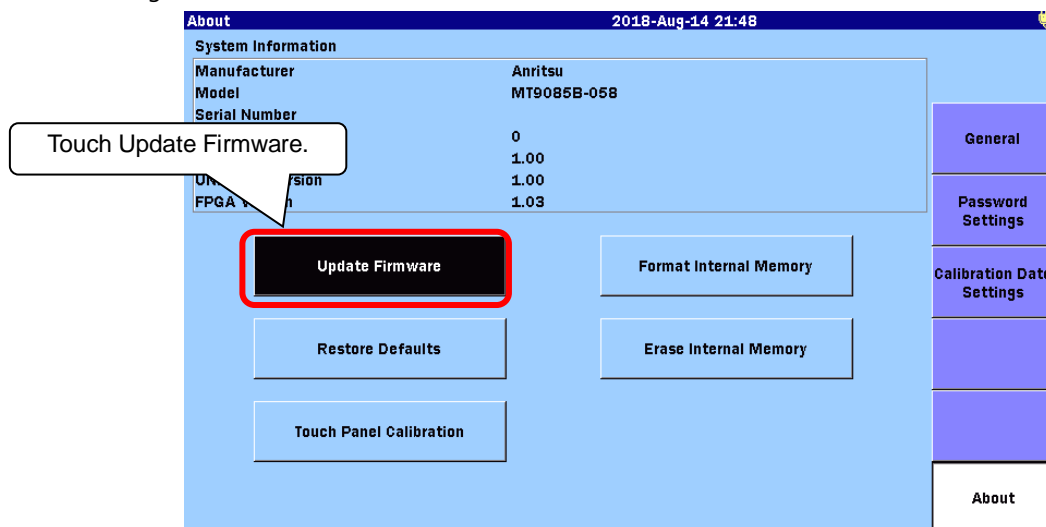 About 2018-Aug-14 21:48
System Information
Manufacturer Anritsu
Model MT9085B-058
Serial Number
0
1.00
1.00
FPGA 1.03
Touch Update Firmware.
General
Password
Settings
Calibration Date
Settings
Update Firmware Format Internal Memory
Restore Defaults Erase Internal Memory
Touch Panel Calibration
About